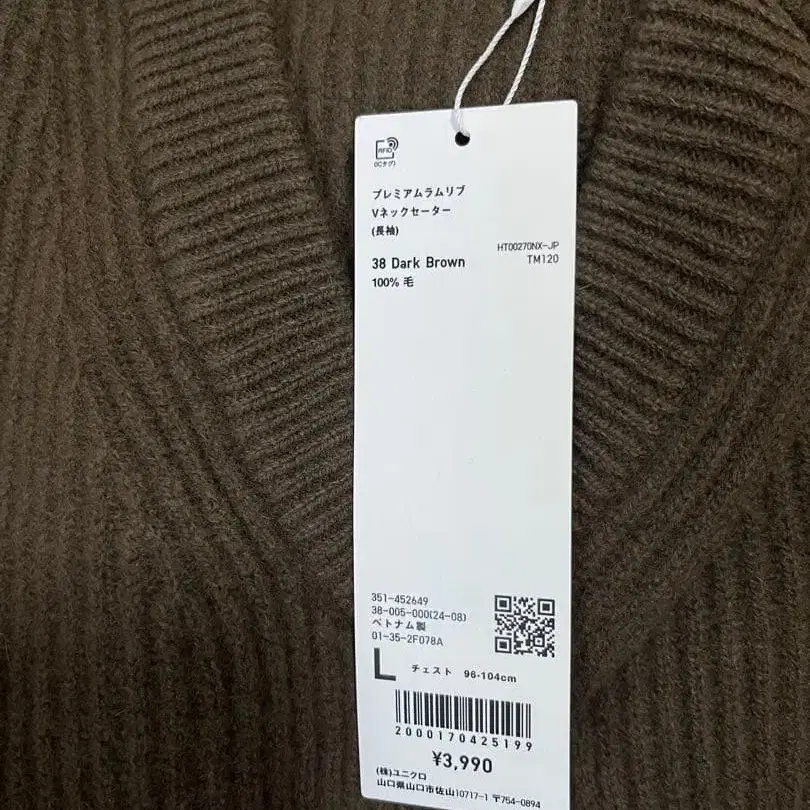 RFID
(ICタグ)
プレミアムラムリブ
Vネックセーター
(長袖)
HT00270NX-JP
38 Dark Brown
TM120
100% 毛
351-452649
38-005-000(24-08)
ベトナム製
01-35-2F078A
L チェスト 96-104cm
2000170425199
¥3,990
(株)ユニクロ
山口県山口市佐山10717-1 〒754-0894